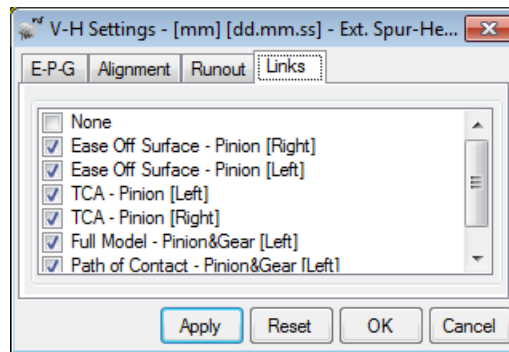 V-H Settings - [mm] [dd.mm.ss] - Ext. Spur-He...
E-P-G Alignment Runout Links
None
Ease Off Surface - Pinion [Right]
Ease Off Surface - Pinion [Left]
TCA - Pinion [Left]
TCA - Pinion [Right]
Full Model - Pinion&Gear [Left]
Path of Contact - Pinion&Gear [Left]
Apply Reset OK Cancel